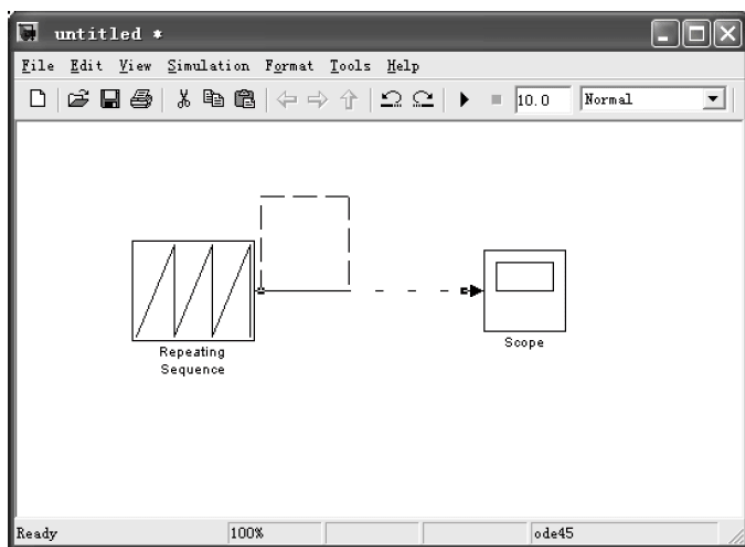 untitled *
File Edit View Simulation Format Tools Help
10.0 Normal
Repeating
Sequence
Scope
Ready 100% ode45